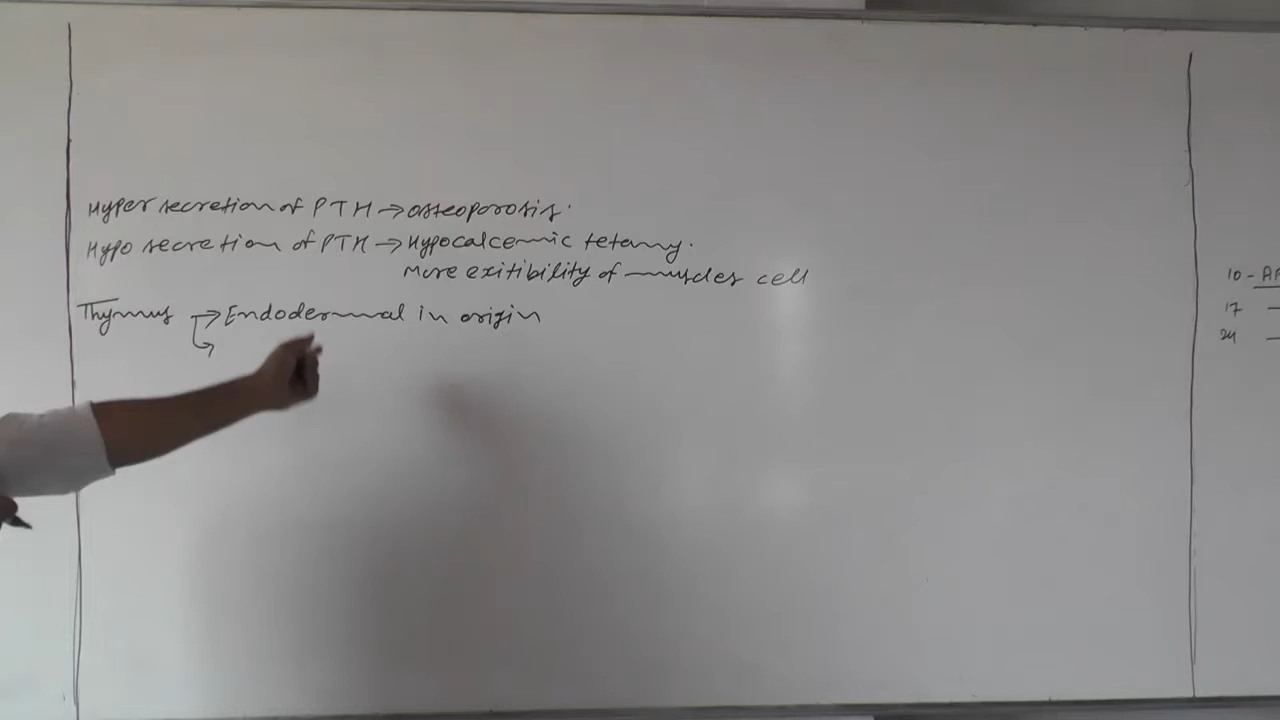 Hyper secretion of PTH → osteoporosis.
Hypo secretion of PTH → Hypocalcemic tetany.
More exitibility of muscles cell
Thymus → Endodermal in origin
10 - AP
17 -
24 -